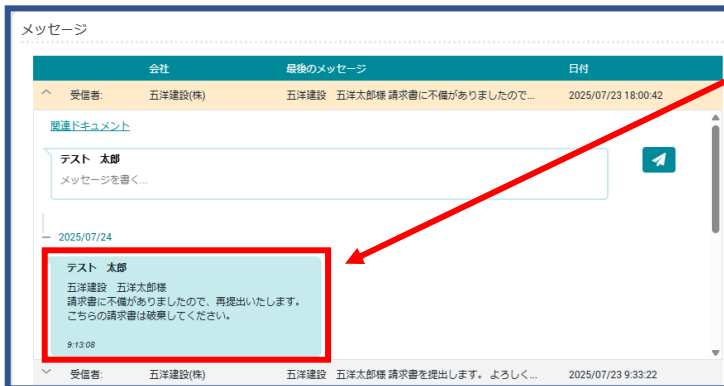 メッセージ
会社 最後のメッセージ 日付
受信者: 五洋建設(株) 五洋建設 五洋太郎様 請求書に不備がありましたので... 2025/07/23 18:00:42
関連ドキュメント
テスト 太郎
メッセージを書く...
2025/07/24
テスト 太郎
五洋建設 五洋太郎様
請求書に不備がありましたので、再提出いたします。
こちらの請求書は破棄してください。
9:13:08
受信者: 五洋建設(株) 五洋建設 五洋太郎様 請求書を提出します。 よろしく... 2025/07/23 9:33:22